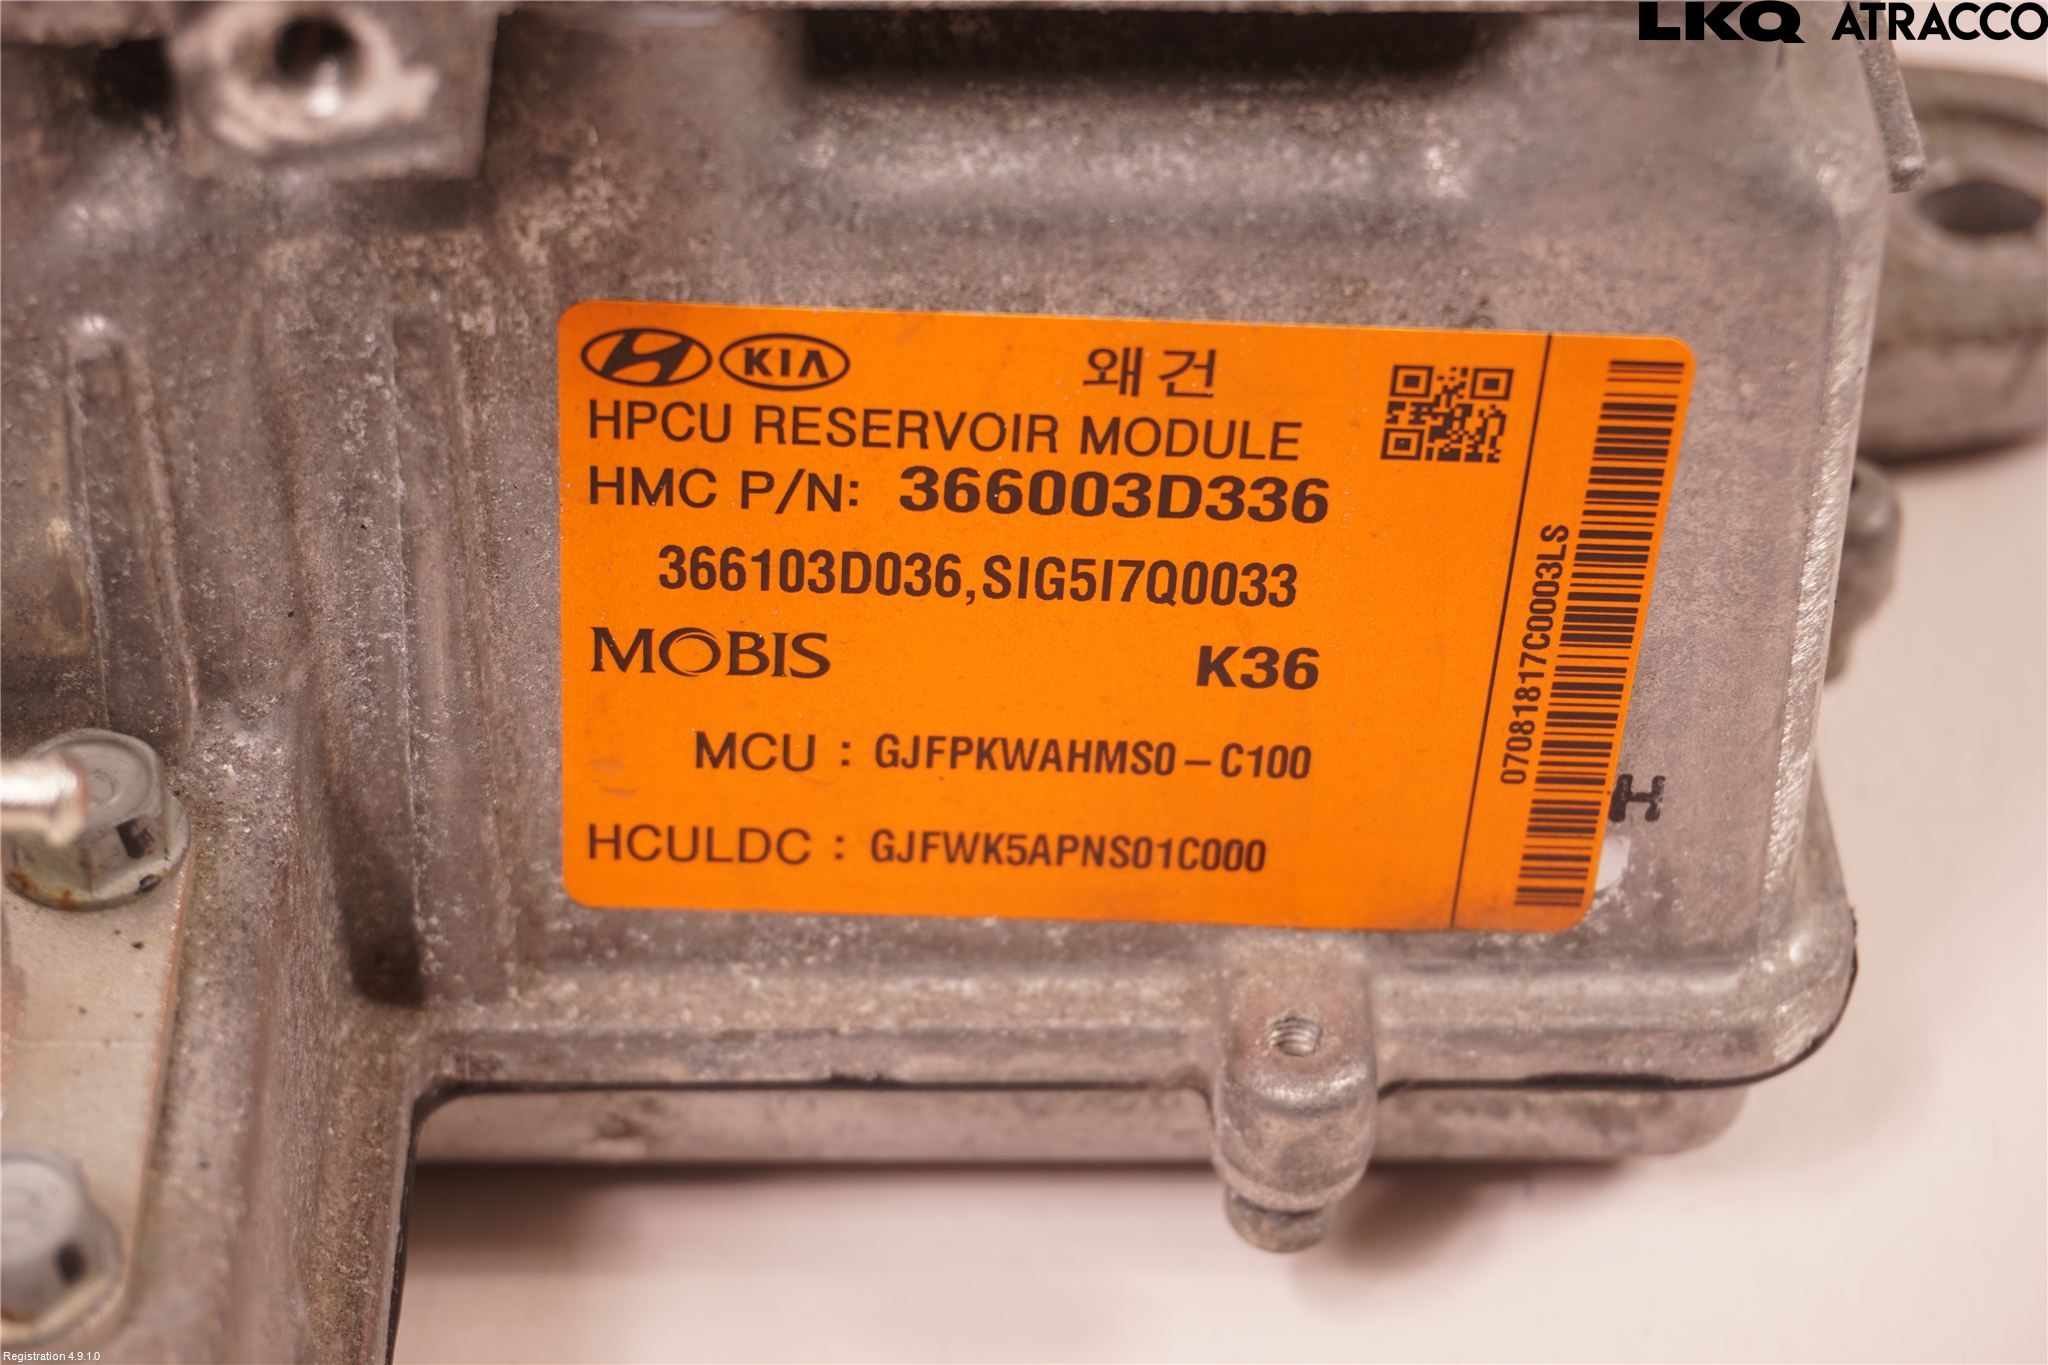 LKQ ATRACCO
KIA 왜건
HPCU RESERVOIR MODULE
HMC P/N: 366003D336
366103D036,SIG5I7Q0033
MOBIS K36
MCU : GJFPKWAHMS0-C100
HCULDC : GJFWK5APNS01C000
07081817C0003LS
H
Registration 4.9.1.0